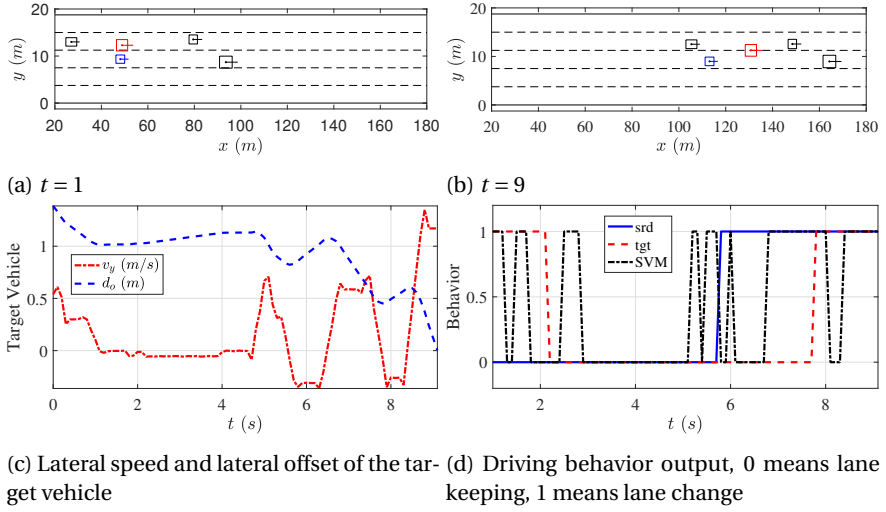 20
10
0
y (m)
20 40 60 80 100 120 140 160 180
x (m)
20
10
0
y (m)
20 40 60 80 100 120 140 160 180
x (m)
(a) t = 1
(b) t = 9
1
0.5
0
Target Vehicle
v_y (m/s)
d_o (m)
0 2 4 6 8
t (s)
1
0.5
0
Behavior
srd
tgt
SVM
2 4 6 8
t (s)
(c) Lateral speed and lateral offset of the tar-
get vehicle
(d) Driving behavior output, 0 means lane
keeping, 1 means lane change